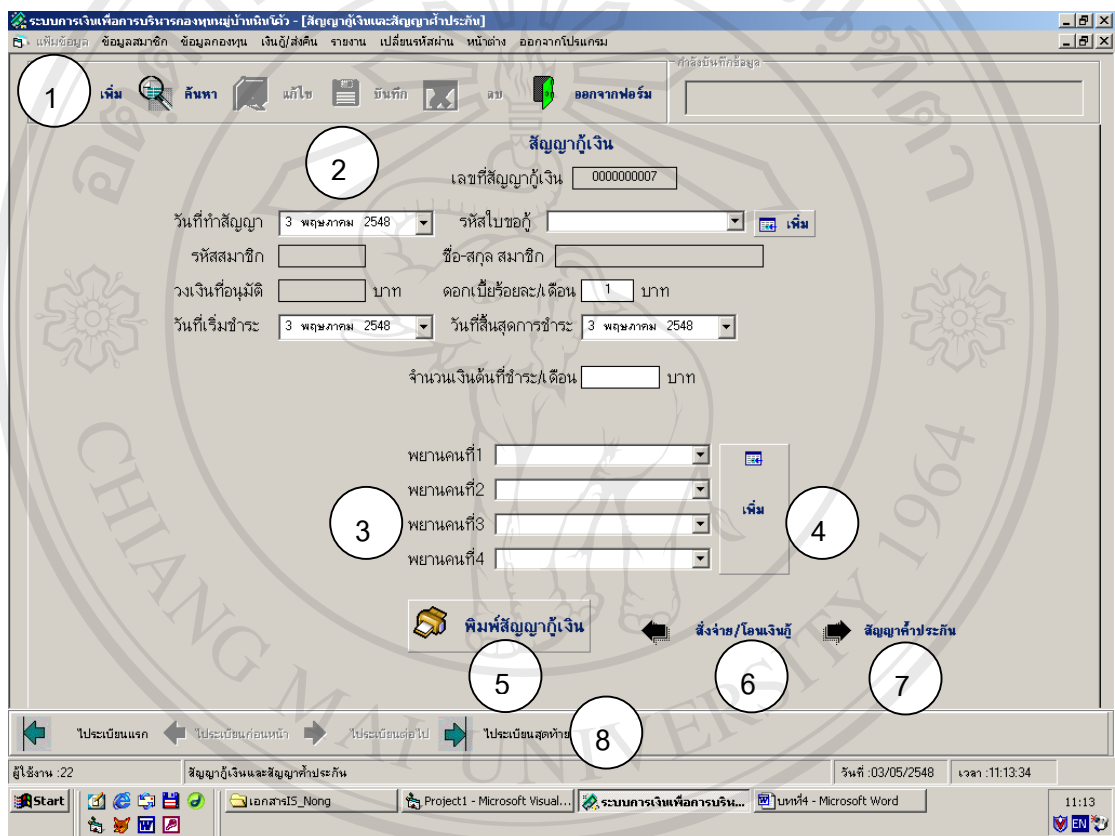 ระบบการเงินเพื่อการบริหารกองทุนหมู่บ้านหินโค้ว - [สัญญากู้เงินและสัญญาค้ำประกัน]
แฟ้มข้อมูล ข้อมูลสมาชิก ข้อมูลกองทุน เงินกู้/ส่งคืน รายงาน เปลี่ยนรหัสผ่าน หน้าต่าง ออกจากโปรแกรม
กำลังบันทึกข้อมูล
1 เพิ่ม ค้นหา แก้ไข บันทึก ลบ ออกจากฟอร์ม
สัญญากู้เงิน
2
เลขที่สัญญากู้เงิน 0000000007
วันที่ทำสัญญา 3 พฤษภาคม 2548 รหัสใบขอกู้ เพิ่ม
รหัสสมาชิก ชื่อ-สกุล สมาชิก
วงเงินที่อนุมัติ บาท ดอกเบี้ยร้อยละ/เดือน 1 บาท
วันที่เริ่มชำระ 3 พฤษภาคม 2548 วันที่สิ้นสุดการชำระ 3 พฤษภาคม 2548
จำนวนเงินต้นที่ชำระ/เดือน บาท
พยานคนที่1
พยานคนที่2
เพิ่ม
3 พยานคนที่3 4
พยานคนที่4
พิมพ์สัญญากู้เงิน สั่งจ่าย/โอนเงินกู้ สัญญาค้ำประกัน
5 6 7
ไประเบียนแรก ไประเบียนก่อนหน้า ไประเบียนต่อไป ไประเบียนสุดท้าย 8
ผู้ใช้งาน :22 สัญญากู้เงินและสัญญาค้ำประกัน วันที่ :03/05/2548 เวลา :11:13:34
Start เอกสารIS_Nong Project1 - Microsoft Visual... ระบบการเงินเพื่อการบริห... บทที่4 - Microsoft Word 11:13
EN
CHIANG MAI UNIVERSITY 1964